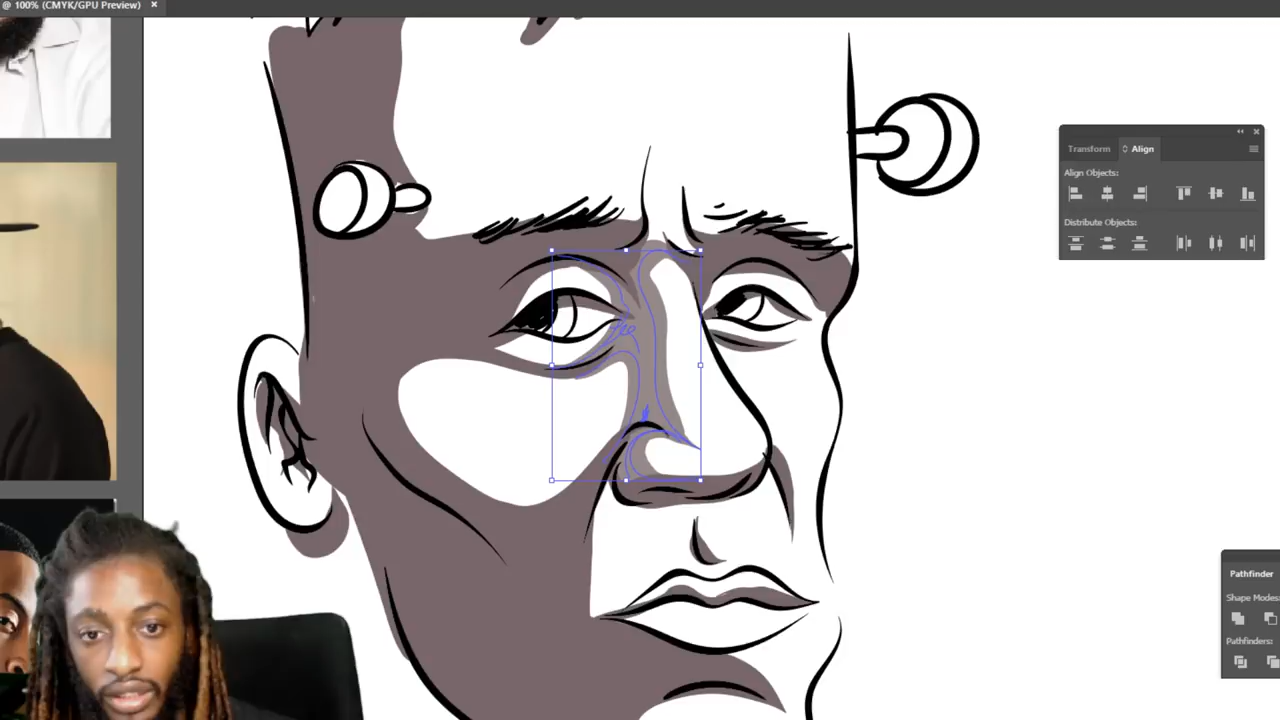 @ 100% (CMYK/GPU Preview) ×
Transform Align
Align Objects:
Distribute Objects:
Pathfinder
Shape Modes:
Pathfinders: